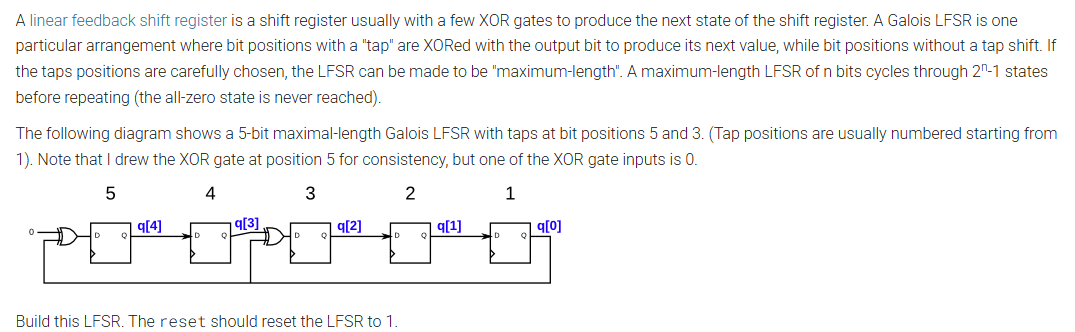 A linear feedback shift register is a shift register usually with a few XOR gates to produce the next state of the shift register. A Galois LFSR is one
particular arrangement where bit positions with a "tap" are XORed with the output bit to produce its next value, while bit positions without a tap shift. If
the taps positions are carefully chosen, the LFSR can be made to be "maximum-length". A maximum-length LFSR of n bits cycles through 2ⁿ-1 states
before repeating (the all-zero state is never reached).
The following diagram shows a 5-bit maximal-length Galois LFSR with taps at bit positions 5 and 3. (Tap positions are usually numbered starting from
1). Note that I drew the XOR gate at position 5 for consistency, but one of the XOR gate inputs is 0.
5 4 3 2 1
q[4] q[3] q[2] q[1] q[0]
0 D Q D Q D Q D Q D Q
Build this LFSR. The reset should reset the LFSR to 1.